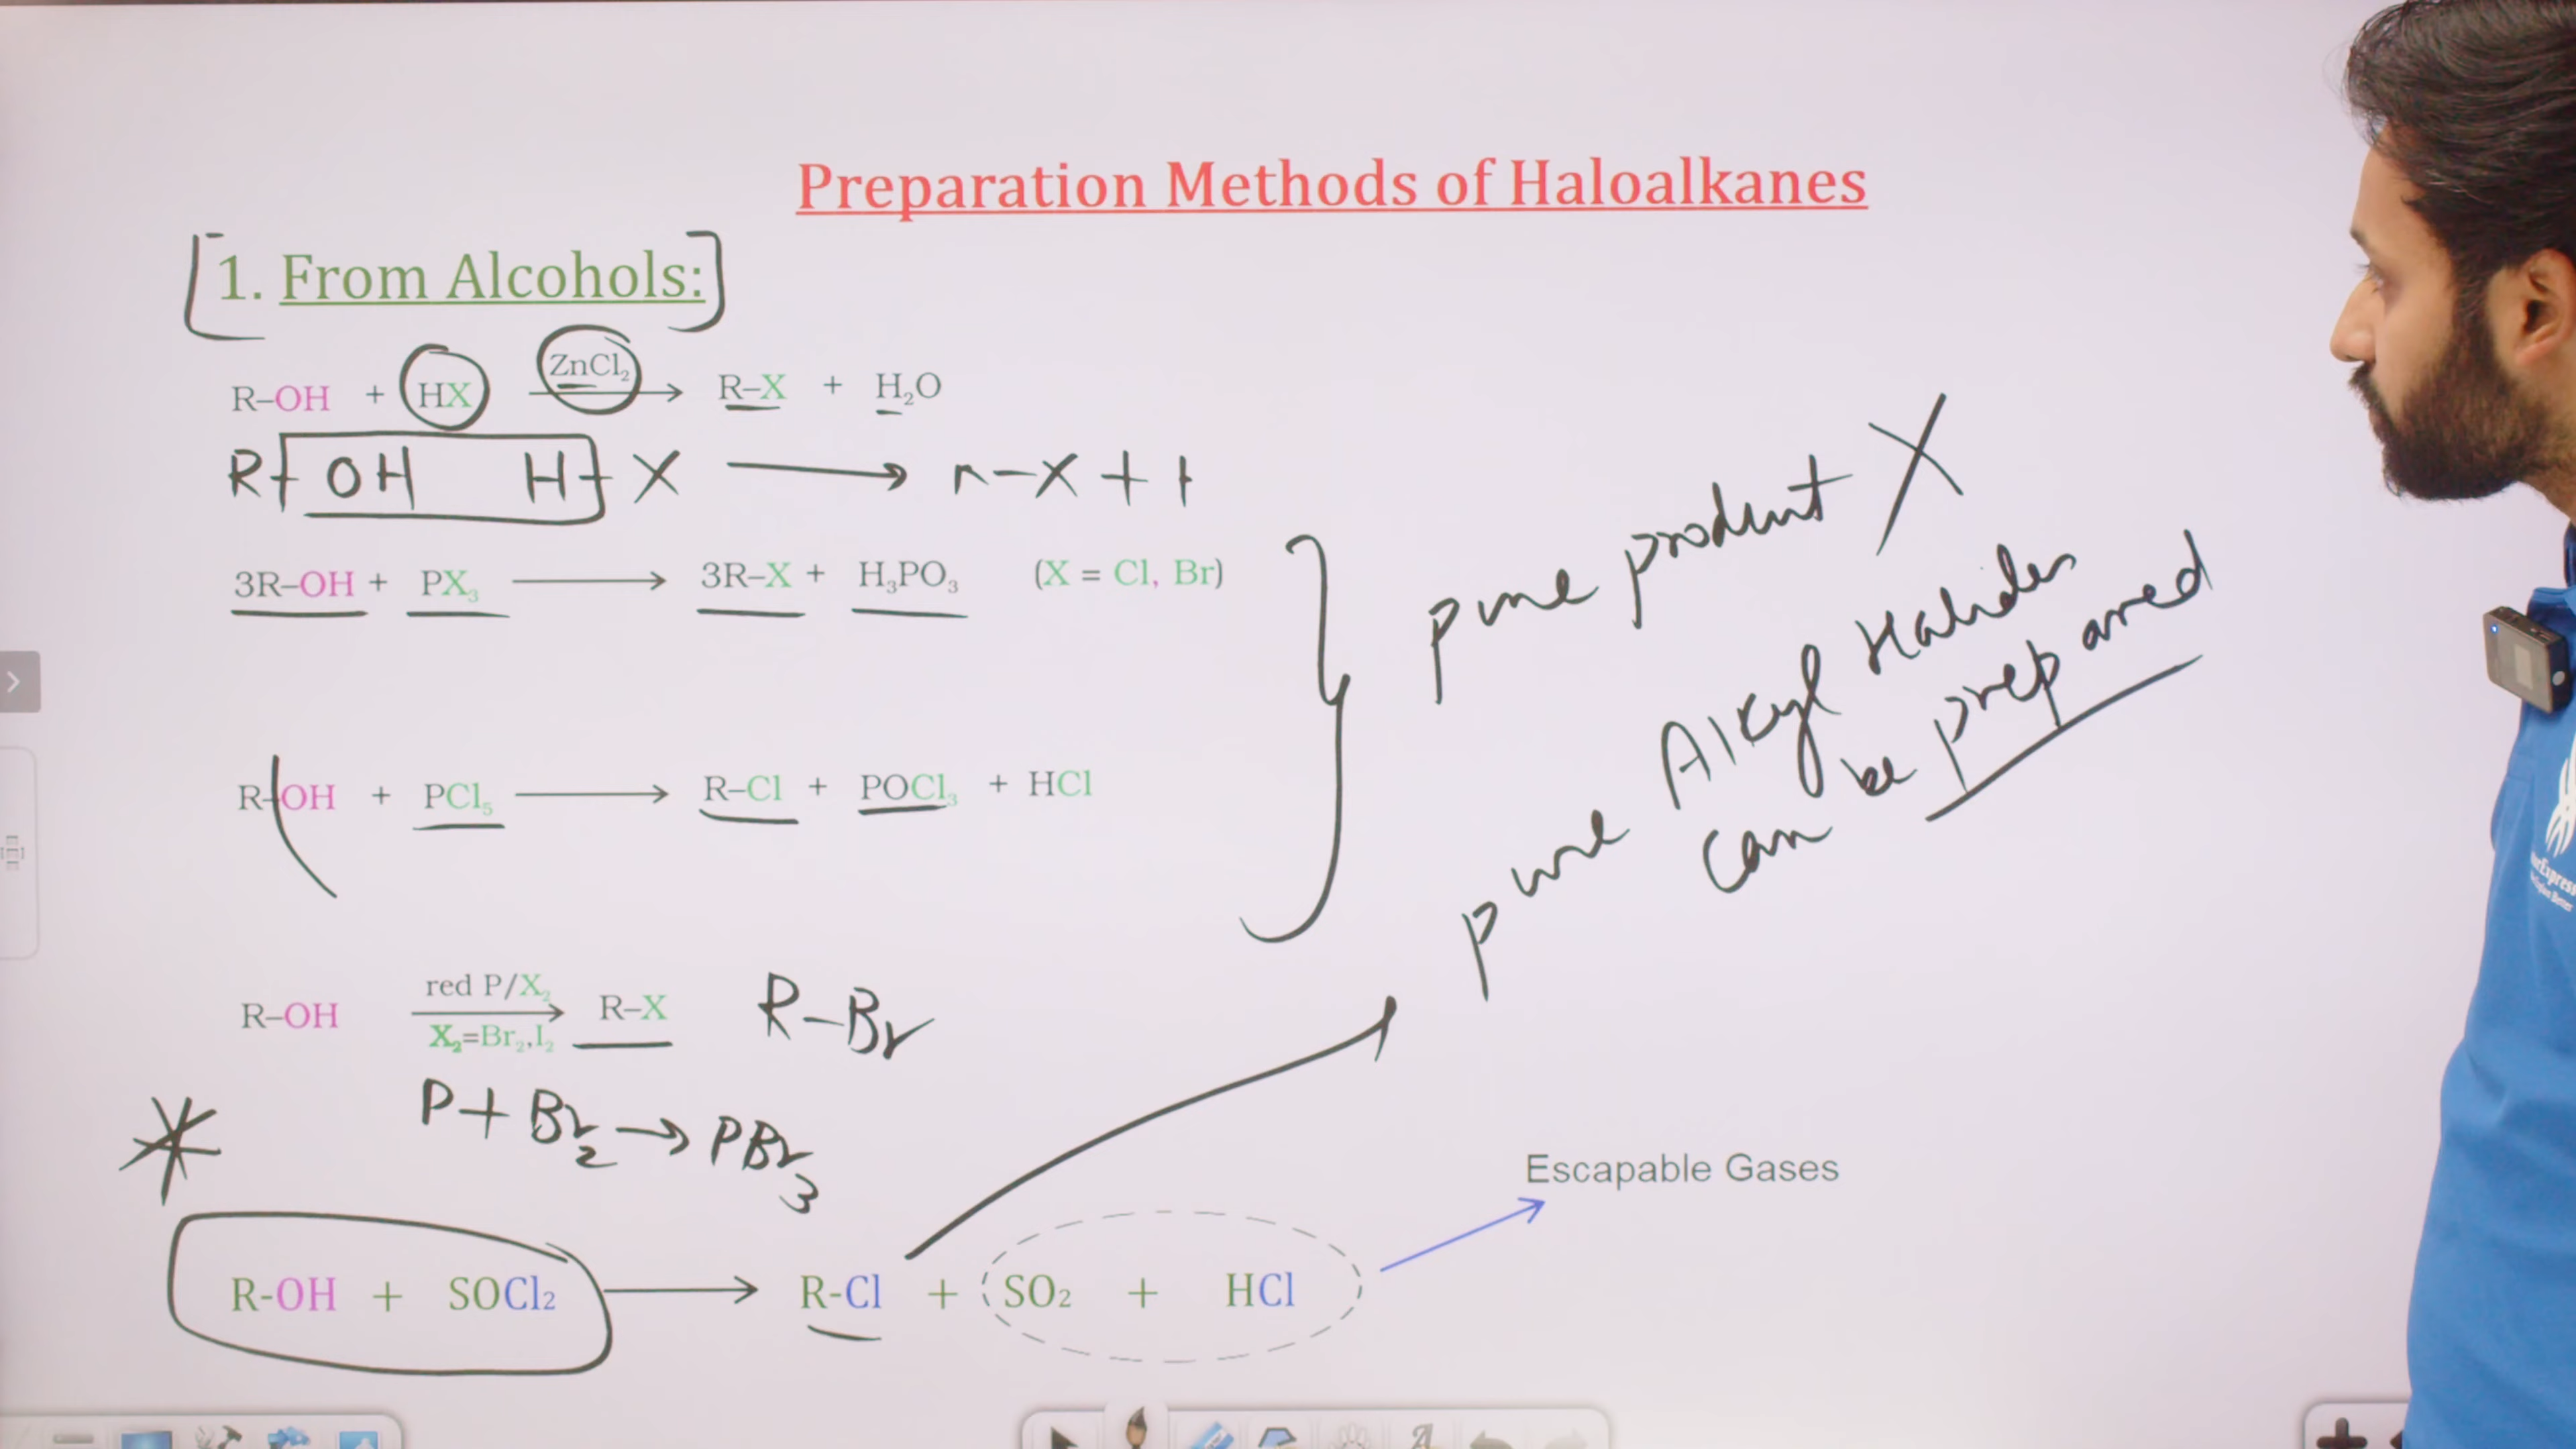 Preparation Methods of Haloalkanes
1. From Alcohols:
R–OH + HX ZnCl₂ → R–X + H₂O
R OH H X → R–X + H
3R–OH + PX₃ → 3R–X + H₃PO₃ (X = Cl, Br)
R–OH + PCl₅ → R–Cl + POCl₃ + HCl
pure product X
pure Alkyl Halides
can be prepared
R–OH red P/X₂ → R–X R–Br
X₂=Br₂,I₂
P + Br₂ → PBr₃
Escapable Gases
R-OH + SOCl₂ → R-Cl + SO₂ + HCl